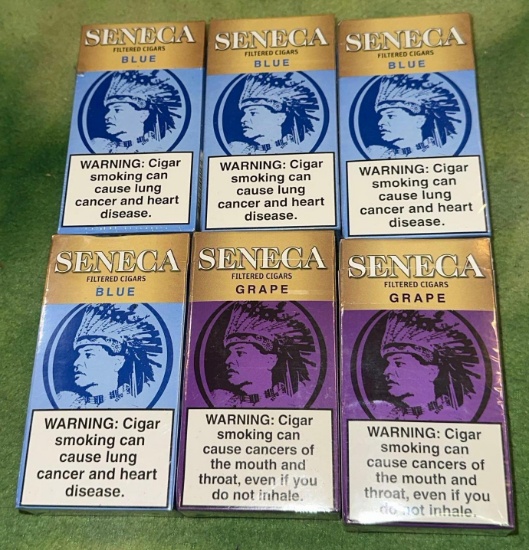 SENECA
FILTERED CIGARS
BLUE
WARNING: Cigar
smoking can
cause lung
cancer and heart
disease.
SENECA
FILTERED CIGARS
BLUE
WARNING: Cigar
smoking can
cause lung
cancer and heart
disease.
SENECA
FILTERED CIGARS
BLUE
WARNING: Cigar
smoking can
cause lung
cancer and heart
disease.
SENECA
FILTERED CIGARS
BLUE
WARNING: Cigar
smoking can
cause lung
cancer and heart
disease.
SENECA
FILTERED CIGARS
GRAPE
WARNING: Cigar
smoking can
cause cancers of
the mouth and
throat, even if you
do not inhale.
SENECA
FILTERED CIGARS
GRAPE
WARNING: Cigar
smoking can
cause cancers of
the mouth and
throat, even if you
do not inhale.